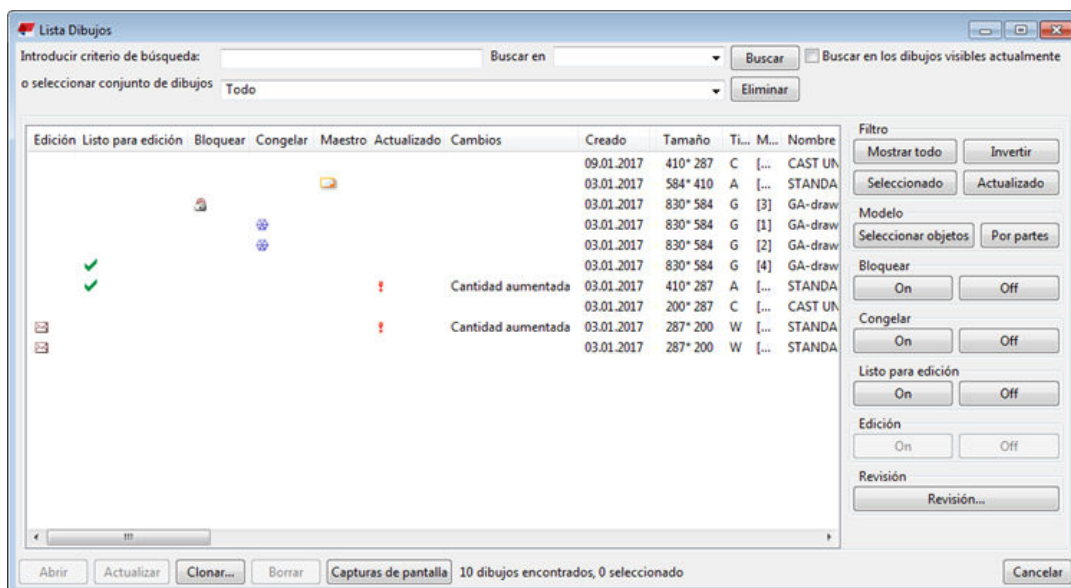 Lista Dibujos
Introducir criterio de búsqueda: Buscar en Buscar Buscar en los dibujos visibles actualmente
o seleccionar conjunto de dibujos Todo Eliminar
Edición Listo para edición Bloquear Congelar Maestro Actualizado Cambios Creado Tamaño Ti... M... Nombre
09.01.2017 410* 287 C [... CAST UN
03.01.2017 584* 410 A [... STANDA
03.01.2017 830* 584 G [3] GA-draw
03.01.2017 830* 584 G [1] GA-draw
03.01.2017 830* 584 G [2] GA-draw
03.01.2017 830* 584 G [4] GA-draw
Cantidad aumentada 03.01.2017 410* 287 A [... STANDA
03.01.2017 200* 287 C [... CAST UN
Cantidad aumentada 03.01.2017 287* 200 W [... STANDA
03.01.2017 287* 200 W [... STANDA
Filtro
Mostrar todo Invertir
Seleccionado Actualizado
Modelo
Seleccionar objetos Por partes
Bloquear
On Off
Congelar
On Off
Listo para edición
On Off
Edición
On Off
Revisión
Revisión...
Abrir Actualizar Clonar... Borrar Capturas de pantalla 10 dibujos encontrados, 0 seleccionado Cancelar